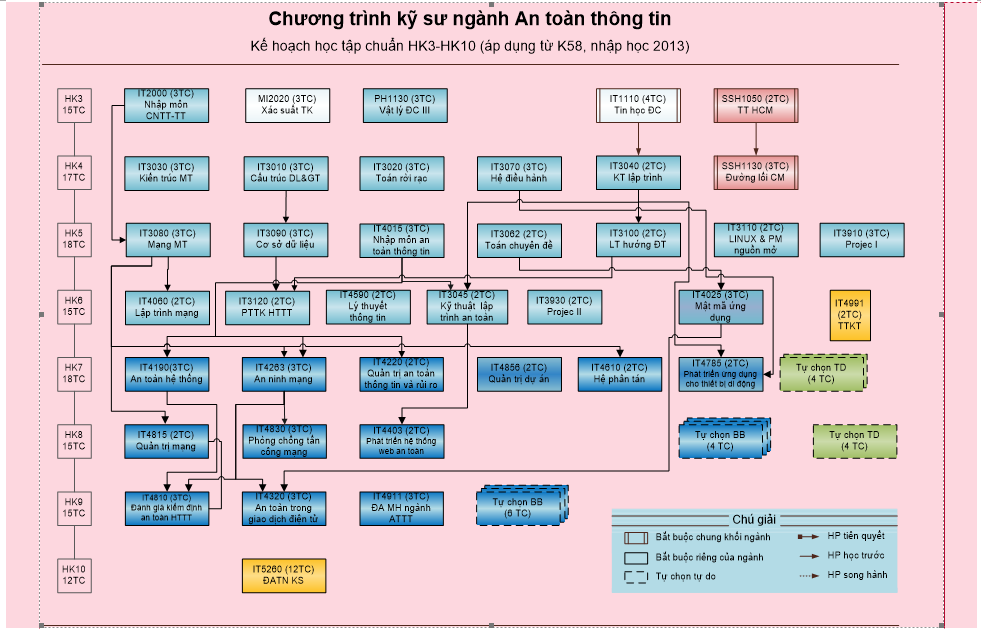 Chương trình kỹ sư ngành An toàn thông tin
Kế hoạch học tập chuẩn HK3-HK10 (áp dụng từ K58, nhập học 2013)
HK3
15TC
IT2000 (3TC)
Nhập môn
CNTT-TT
MI2020 (3TC)
Xác suất TK
PH1130 (3TC)
Vật lý ĐC III
IT1110 (4TC)
Tin học ĐC
SSH1050 (2TC)
TT HCM
HK4
17TC
IT3030 (3TC)
Kiến trúc MT
IT3010 (3TC)
Cấu trúc DL&GT
IT3020 (3TC)
Toán rời rạc
IT3070 (3TC)
Hệ điều hành
IT3040 (2TC)
KT lập trình
SSH1130 (3TC)
Đường lối CM
HK5
18TC
IT3080 (3TC)
Mạng MT
IT3090 (3TC)
Cơ sở dữ liệu
IT4015 (3TC)
Nhập môn an
toàn thông tin
IT3062 (2TC)
Toán chuyên đề
IT3100 (2TC)
LT hướng ĐT
IT3110 (2TC)
LINUX & PM
nguồn mở
IT3910 (3TC)
Projec I
HK6
15TC
IT4060 (2TC)
Lập trình mạng
IT3120 (2TC)
PTTK HTTT
IT4590 (2TC)
Lý thuyết
thông tin
IT3045 (2TC)
Kỹ thuật lập
trình an toàn
IT3930 (2TC)
Projec II
IT4025 (3TC)
Mật mã ứng
dụng
IT4991
(2TC)
TTKT
HK7
18TC
IT4190(3TC)
An toàn hệ thống
IT4263 (3TC)
An ninh mạng
IT4220 (2TC)
Quản trị an toàn
thông tin và rủi ro
IT4856 (2TC)
Quản trị dự án
IT4610 (2TC)
Hệ phân tán
IT4785 (2TC)
Phát triển ứng dụng
cho thiết bị di động
Tự chọn TD
(4 TC)
HK8
15TC
IT4815 (2TC)
Quản trị mạng
IT4830 (3TC)
Phòng chống tấn
công mạng
IT4403 (2TC)
Phát triển hệ thống
web an toàn
Tự chọn BB
(4 TC)
Tự chọn TD
(4 TC)
HK9
15TC
IT4810 (3TC)
Đánh giá kiểm định
an toàn HTTT
IT4320 (3TC)
An toàn trong
giao dịch điện tử
IT4911 (3TC)
ĐA MH ngành
ATTT
Tự chọn BB
(6 TC)
HK10
12TC
IT5260 (12TC)
ĐATN KS
Chú giải
Bắt buộc chung khối ngành
HP tiên quyết
Bắt buộc riêng của ngành
HP học trước
Tự chọn tự do
HP song hành